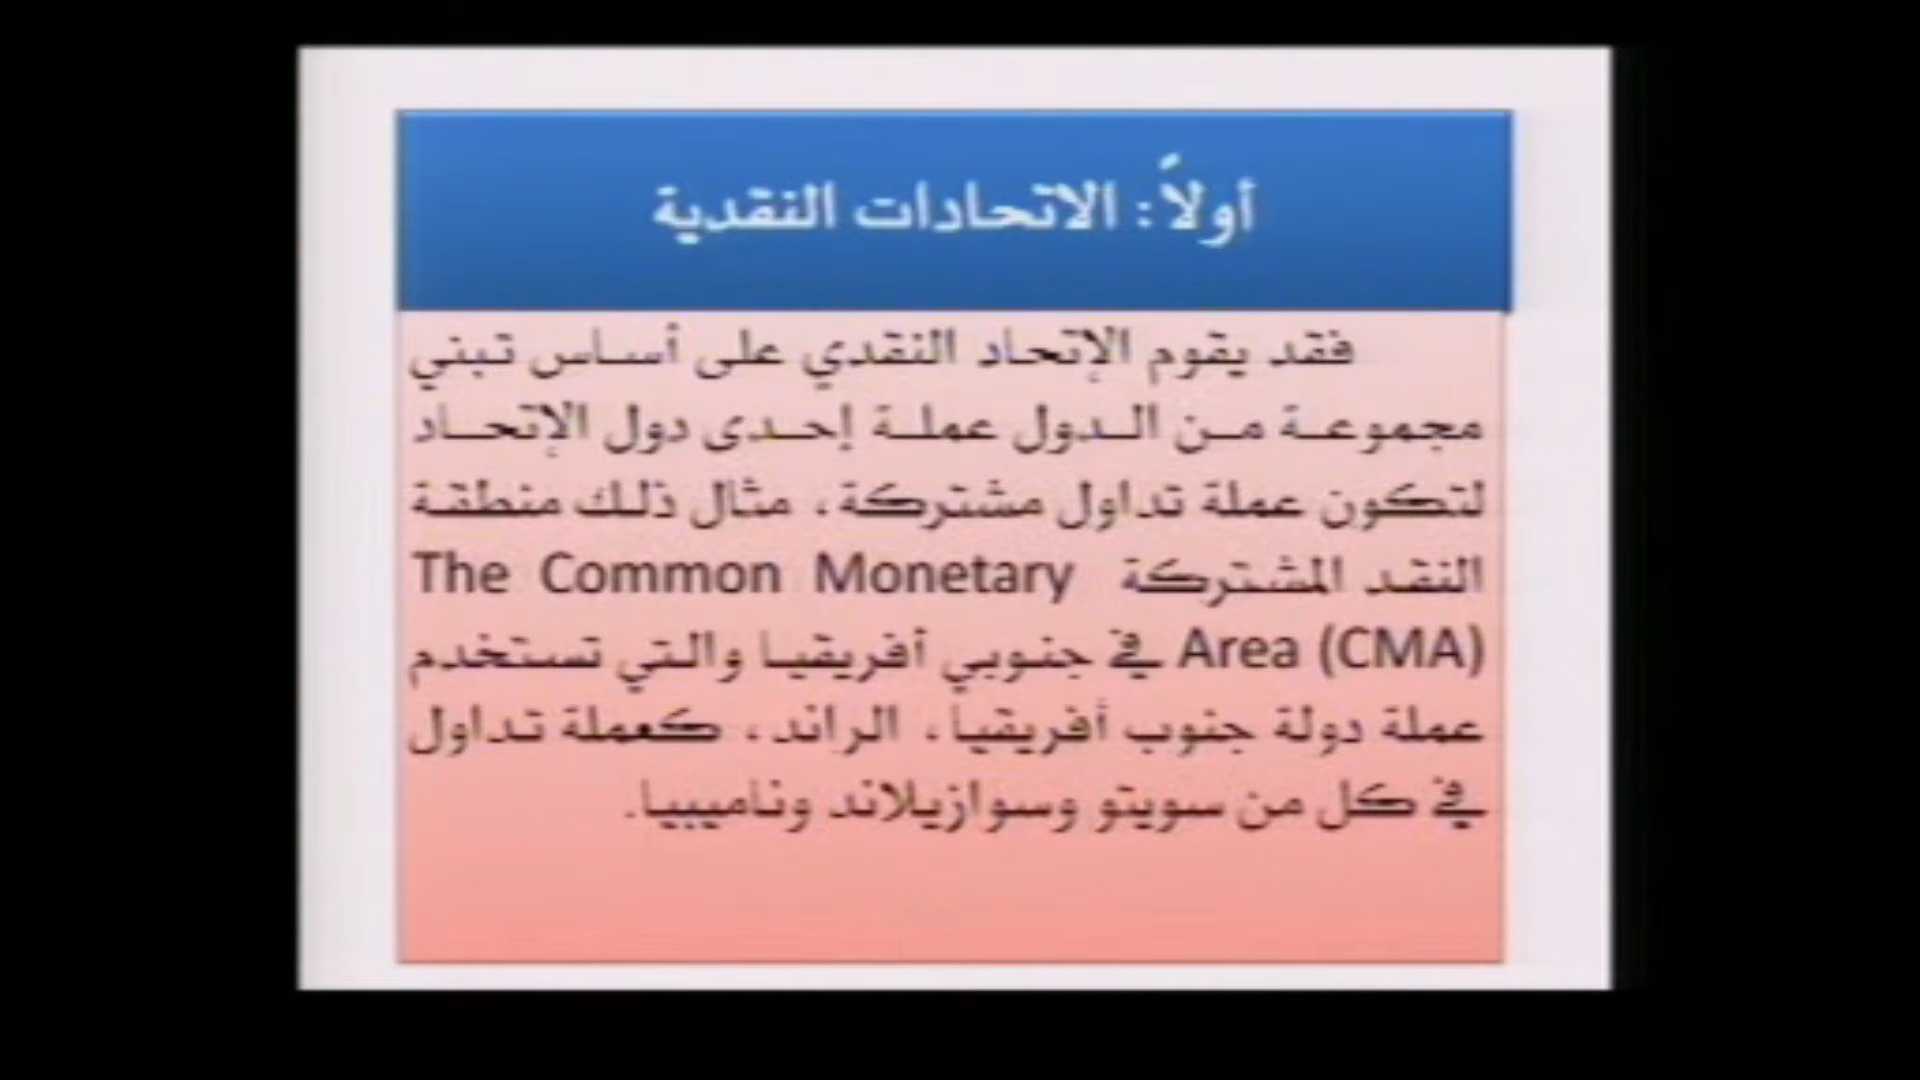 أولاً: الاتحادات النقدية
فقد يقوم الإتحاد النقدي على أساس تبني
مجموعة من الدول عملة إحدى دول الإتحاد
لتكون عملة تداول مشتركة، مثال ذلك منطقة
النقد المشتركة The Common Monetary
Area (CMA) في جنوبي أفريقيا والتي تستخدم
عملة دولة جنوب أفريقيا، الراند، كعملة تداول
في كل من سويتو وسوازيلاند وناميبيا.